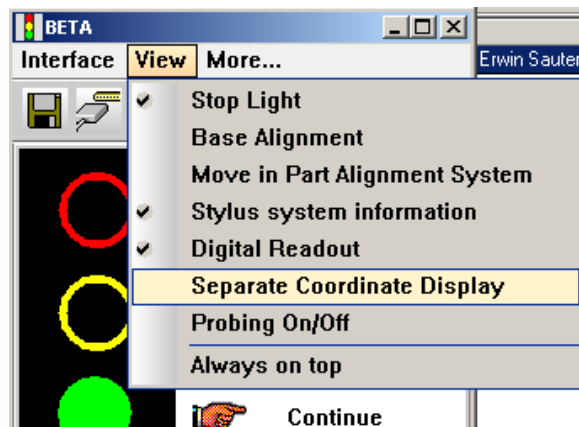 BETA
Interface View More...
Erwin Sauter
Stop Light
Base Alignment
Move in Part Alignment System
Stylus system information
Digital Readout
Separate Coordinate Display
Probing On/Off
Always on top
Continue